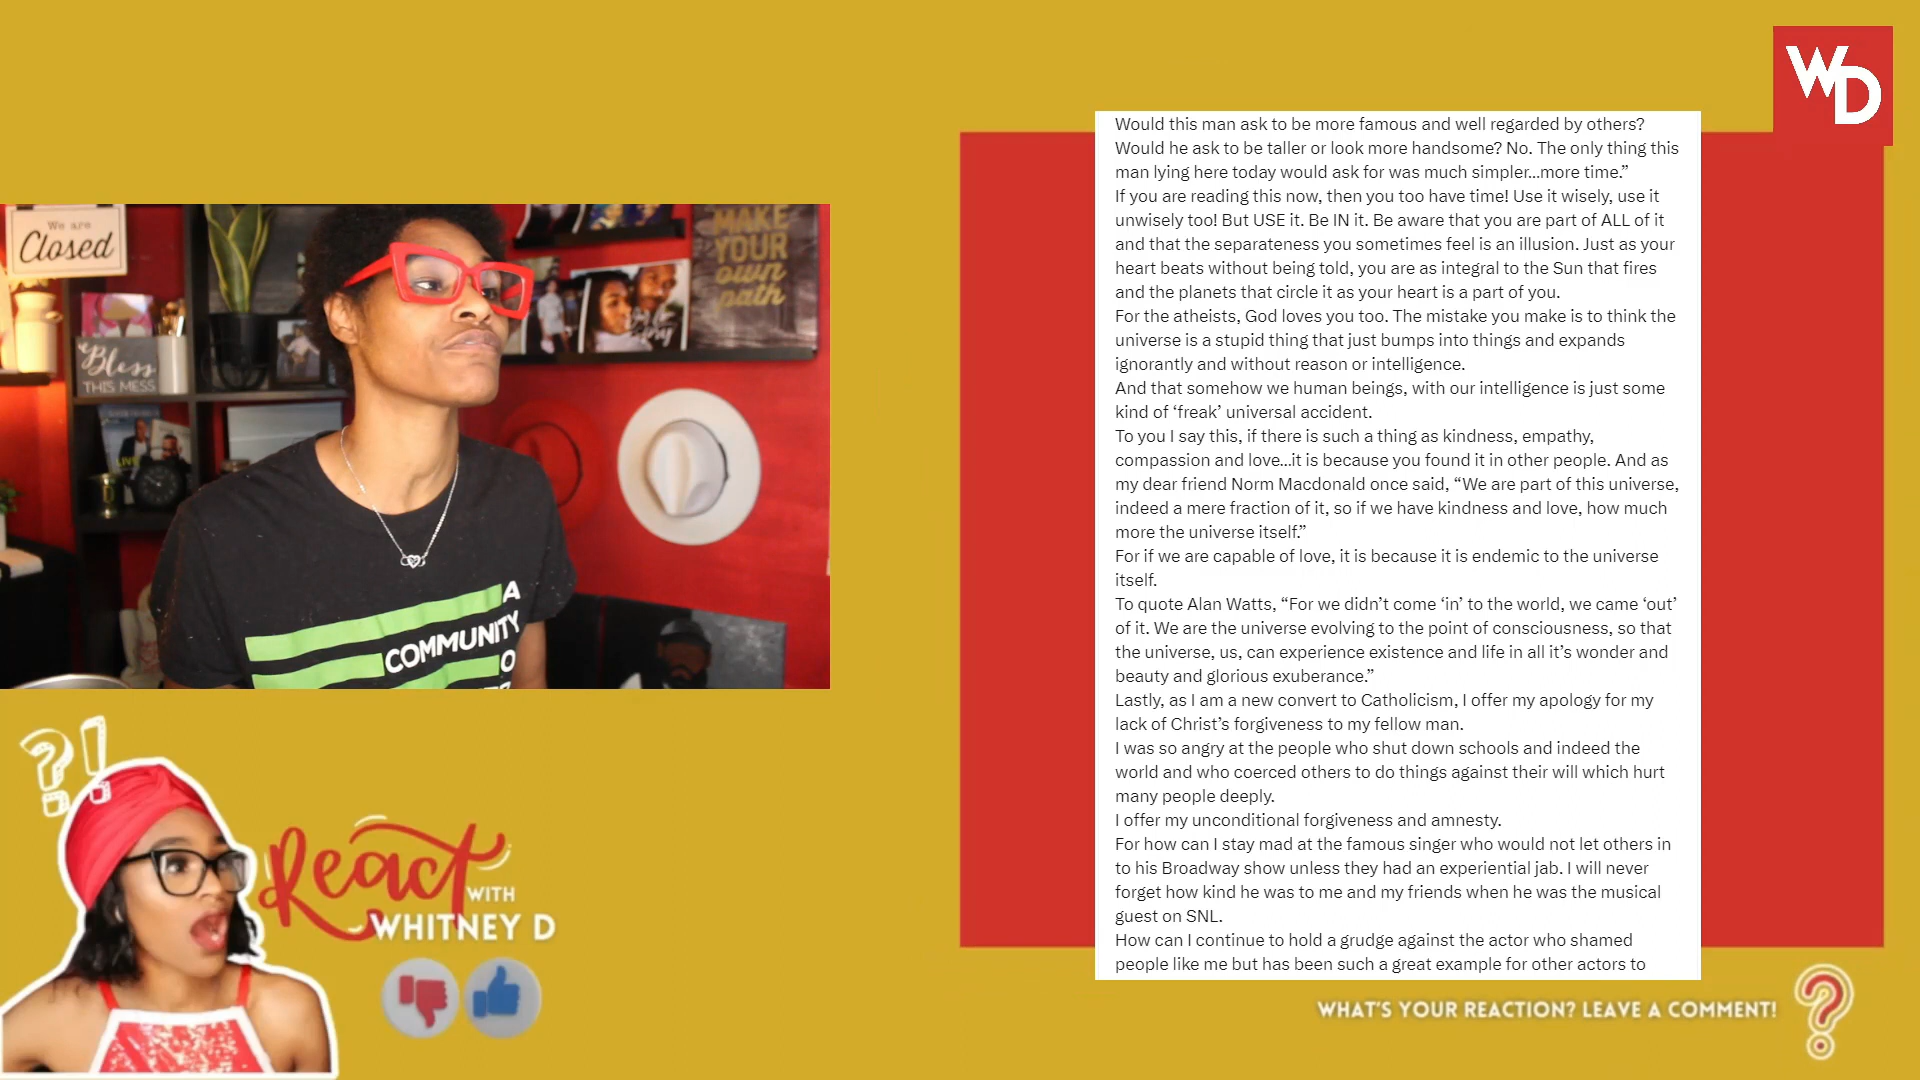 WD
We are
Closed
Bless
THIS MESS
LIVE
MAKE
YOUR
own
path
A
COMMUNITY
O
Would this man ask to be more famous and well regarded by others?
Would he ask to be taller or look more handsome? No. The only thing this
man lying here today would ask for was much simpler...more time.”
If you are reading this now, then you too have time! Use it wisely, use it
unwisely too! But USE it. Be IN it. Be aware that you are part of ALL of it
and that the separateness you sometimes feel is an illusion. Just as your
heart beats without being told, you are as integral to the Sun that fires
and the planets that circle it as your heart is a part of you.
For the atheists, God loves you too. The mistake you make is to think the
universe is a stupid thing that just bumps into things and expands
ignorantly and without reason or intelligence.
And that somehow we human beings, with our intelligence is just some
kind of ‘freak’ universal accident.
To you I say this, if there is such a thing as kindness, empathy,
compassion and love...it is because you found it in other people. And as
my dear friend Norm Macdonald once said, “We are part of this universe,
indeed a mere fraction of it, so if we have kindness and love, how much
more the universe itself.”
For if we are capable of love, it is because it is endemic to the universe
itself.
To quote Alan Watts, “For we didn’t come ‘in’ to the world, we came ‘out’
of it. We are the universe evolving to the point of consciousness, so that
the universe, us, can experience existence and life in all it’s wonder and
beauty and glorious exuberance.”
Lastly, as I am a new convert to Catholicism, I offer my apology for my
lack of Christ’s forgiveness to my fellow man.
I was so angry at the people who shut down schools and indeed the
world and who coerced others to do things against their will which hurt
many people deeply.
I offer my unconditional forgiveness and amnesty.
For how can I stay mad at the famous singer who would not let others in
to his Broadway show unless they had an experiential jab. I will never
forget how kind he was to me and my friends when he was the musical
guest on SNL.
How can I continue to hold a grudge against the actor who shamed
people like me but has been such a great example for other actors to
?!
React
WITH
WHITNEY D
WHAT'S YOUR REACTION? LEAVE A COMMENT!
?